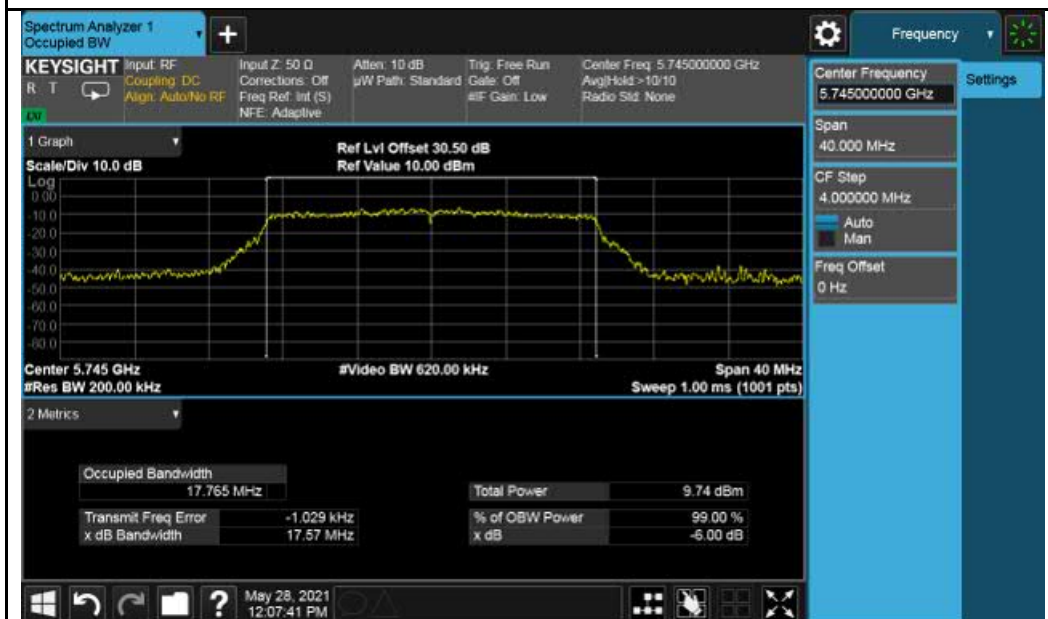 Spectrum Analyzer 1
Occupied BW
Frequency
KEYSIGHT
R T
Input: RF
Coupling: DC
Align: Auto/No RF
Input Z: 50 Ω
Corrections: Off
Freq Ref: Int (S)
NFE: Adaptive
Atten: 10 dB
µW Path: Standard
Trig: Free Run
Gate: Off
#IF Gain: Low
Center Freq: 5.745000000 GHz
Avg|Hold:>10/10
Radio Std: None
Center Frequency
5.745000000 GHz
Settings
Span
40.000 MHz
CF Step
4.000000 MHz
Auto
Man
Freq Offset
0 Hz
1 Graph
Scale/Div 10.0 dB
Ref Lvl Offset 30.50 dB
Ref Value 10.00 dBm
Log
0.00
-10.0
-20.0
-30.0
-40.0
-50.0
-60.0
-70.0
-80.0
Center 5.745 GHz
#Res BW 200.00 kHz
#Video BW 620.00 kHz
Span 40 MHz
Sweep 1.00 ms (1001 pts)
2 Metrics
Occupied Bandwidth
17.765 MHz
Total Power 9.74 dBm
Transmit Freq Error -1.029 kHz
% of OBW Power 99.00 %
x dB Bandwidth 17.57 MHz
x dB -6.00 dB
?
May 28, 2021
12:07:41 PM